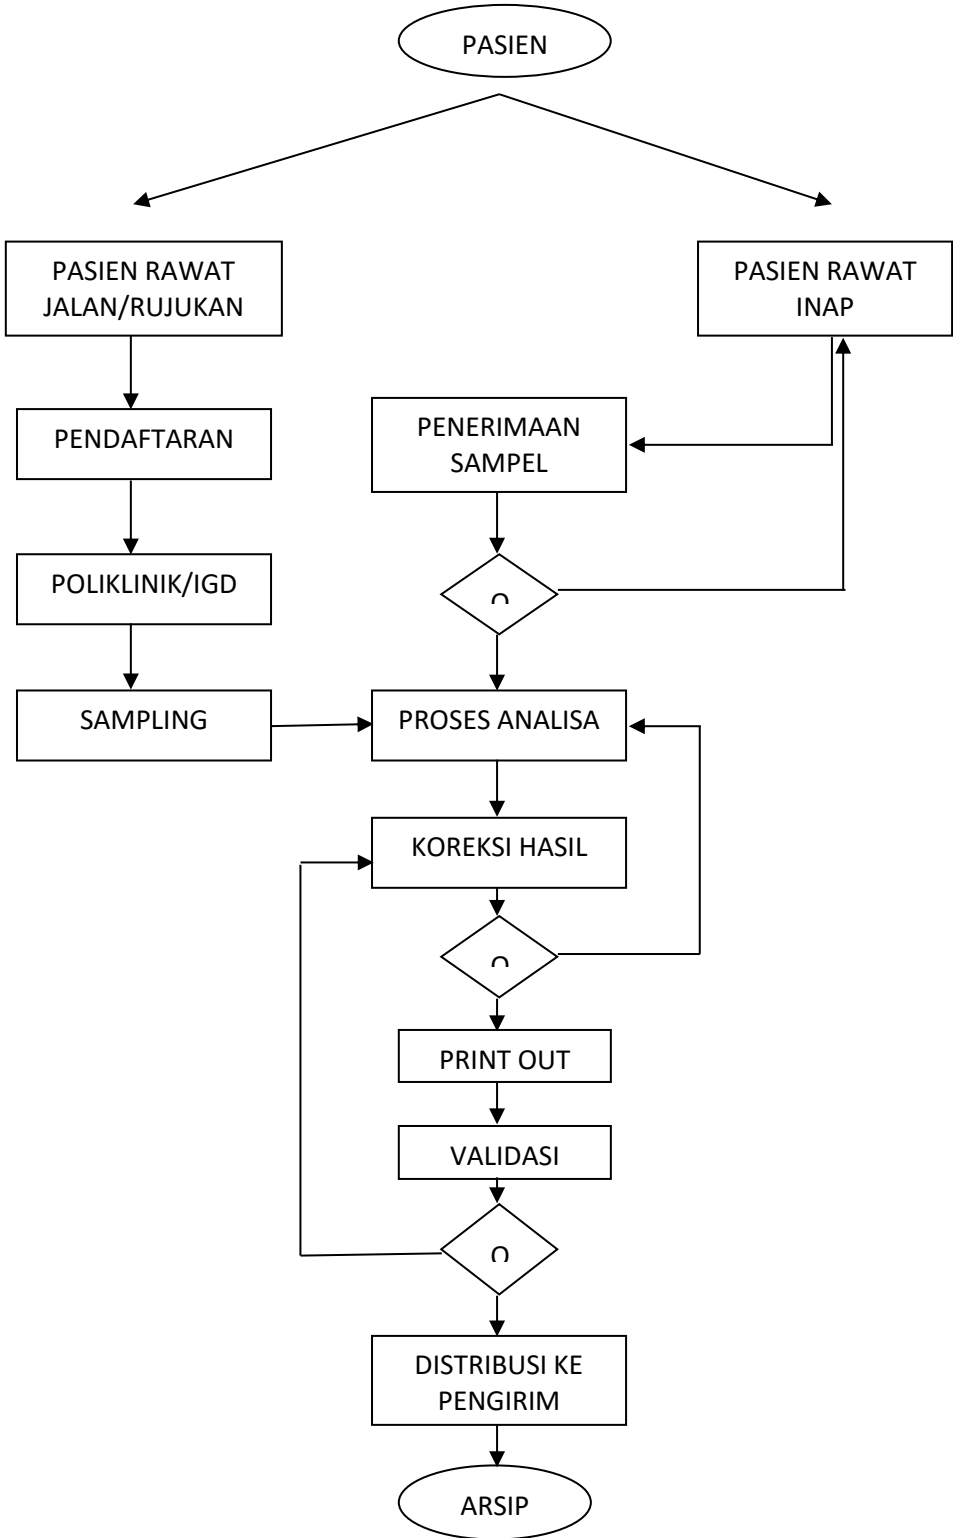 PASIEN
PASIEN RAWAT
JALAN/RUJUKAN
PASIEN RAWAT
INAP
PENDAFTARAN
PENERIMAAN
SAMPEL
POLIKLINIK/IGD
SAMPLING
PROSES ANALISA
KOREKSI HASIL
PRINT OUT
VALIDASI
DISTRIBUSI KE
PENGIRIM
ARSIP